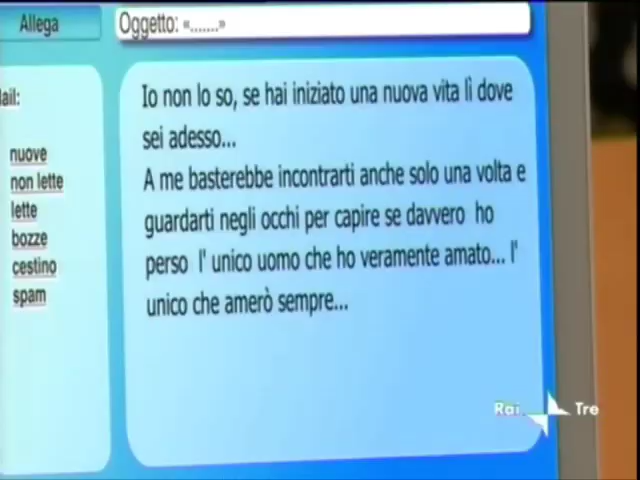 Allega
Oggetto: «.......»
ail:
nuove
non lette
lette
bozze
cestino
spam
Io non lo so, se hai iniziato una nuova vita lì dove
sei adesso...
A me basterebbe incontrarti anche solo una volta e
guardarti negli occhi per capire se davvero ho
perso l' unico uomo che ho veramente amato... l'
unico che amerò sempre...
Rai Tre